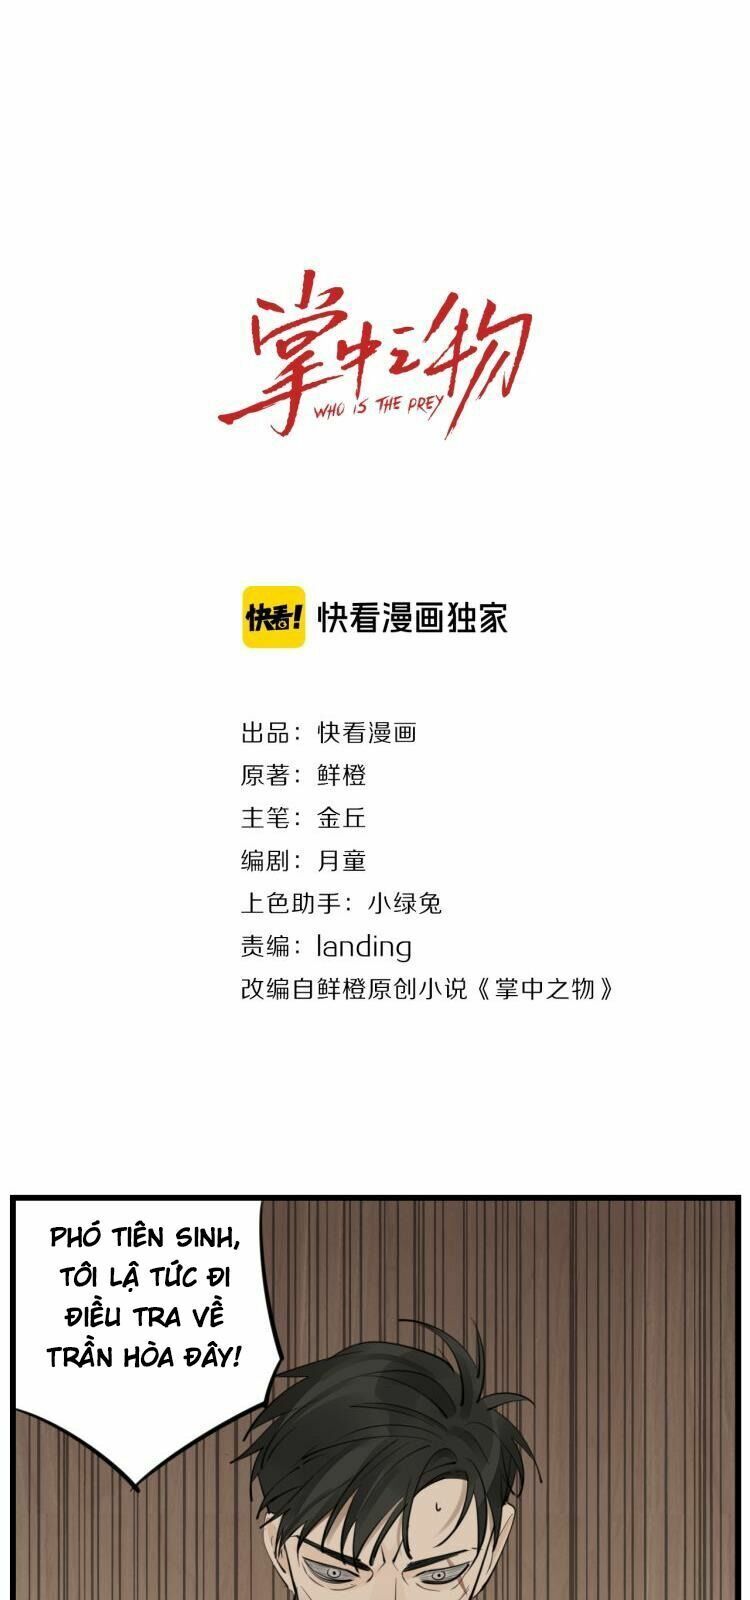 掌中之物
WHO IS THE PREY
快看! 快看漫画独家
出品：快看漫画
原著：鲜橙
主笔：金丘
编剧：月童
上色助手：小绿兔
责编：landing
改编自鲜橙原创小说《掌中之物》
PHÓ TIÊN SINH,
TÔI LẬ TỨC ĐI
ĐIỀU TRA VỀ
TRẦN HÒA ĐÂY!